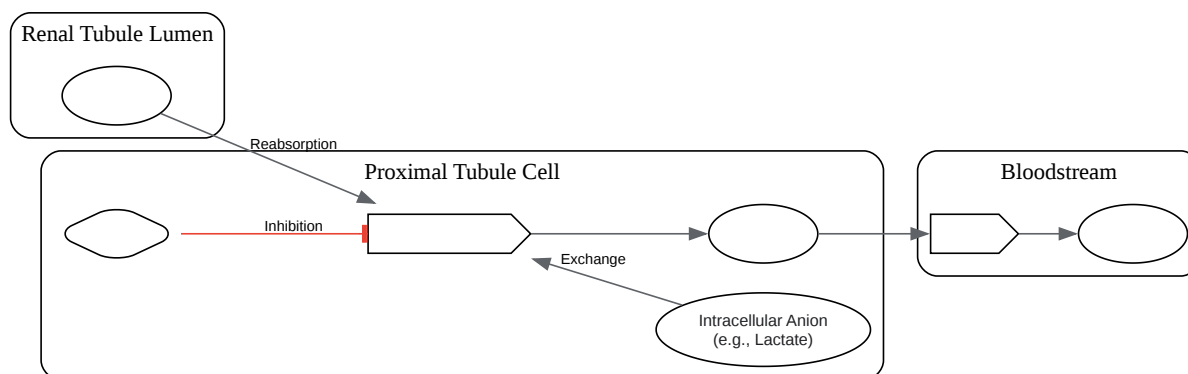 Renal Tubule Lumen
Reabsorption
Proximal Tubule Cell
Bloodstream
Inhibition
Exchange
Intracellular Anion
(e.g., Lactate)